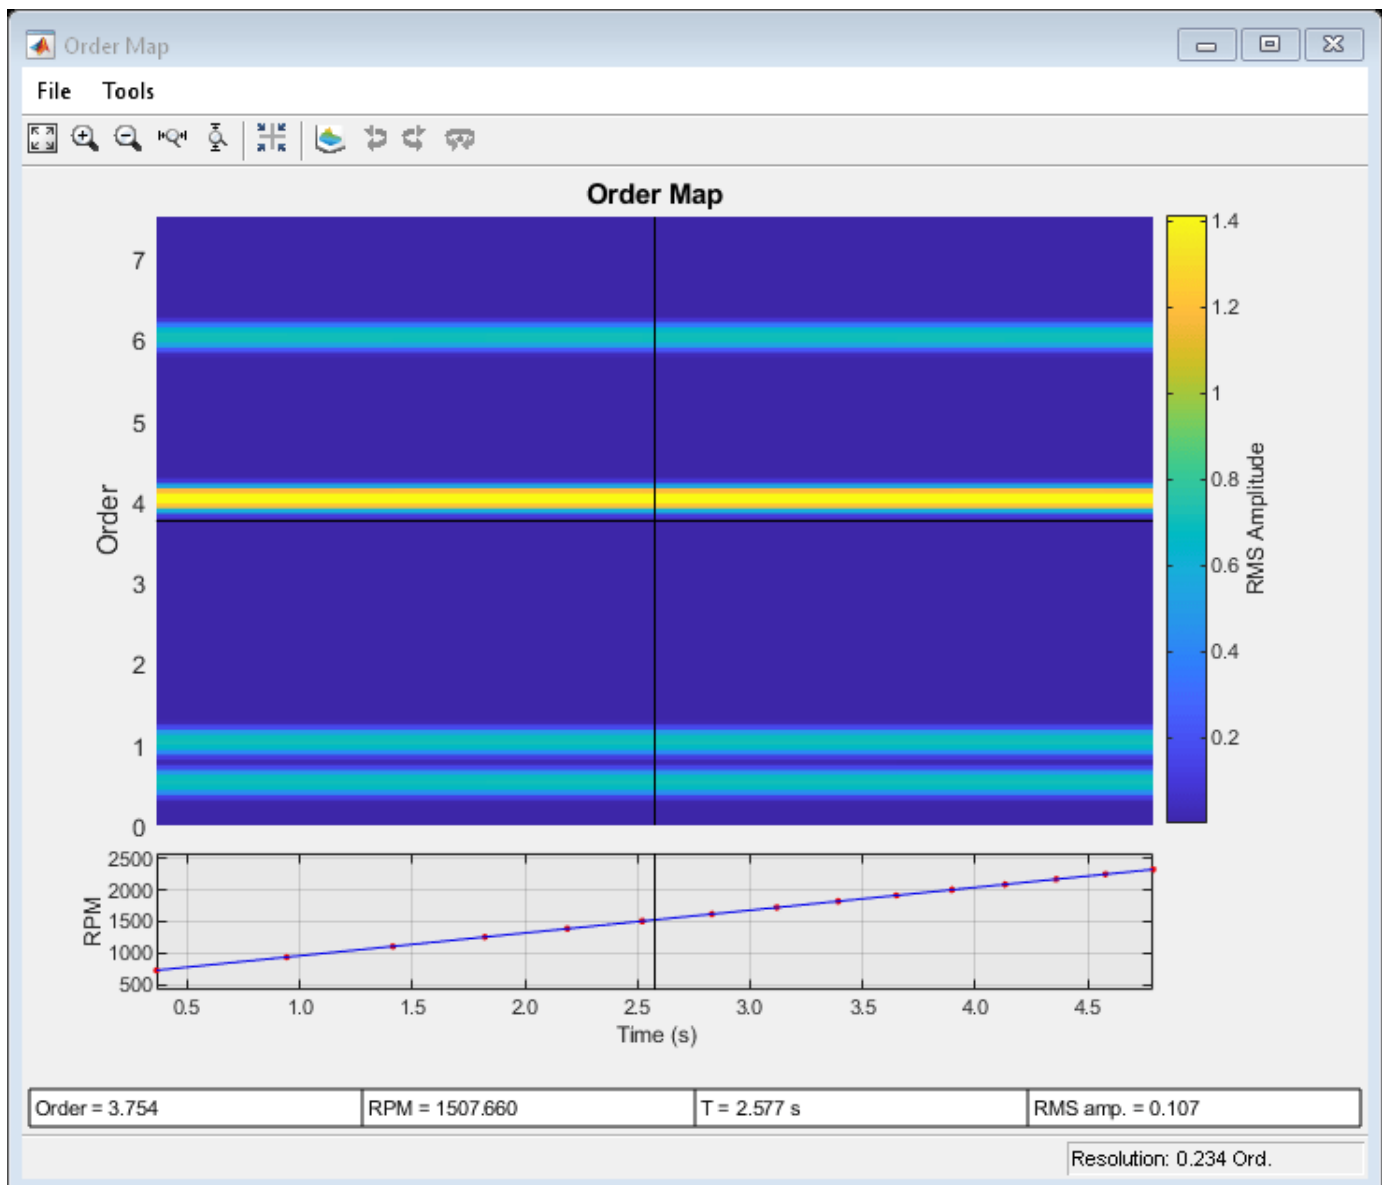 Order Map
File Tools
Order Map
7
6
5
4
3
2
1
0
Order
1.4
1.2
1
0.8
0.6
0.4
0.2
RMS Amplitude
2500
2000
1500
1000
500
RPM
0.5 1.0 1.5 2.0 2.5 3.0 3.5 4.0 4.5
Time (s)
Order = 3.754 RPM = 1507.660 T = 2.577 s RMS amp. = 0.107
Resolution: 0.234 Ord.